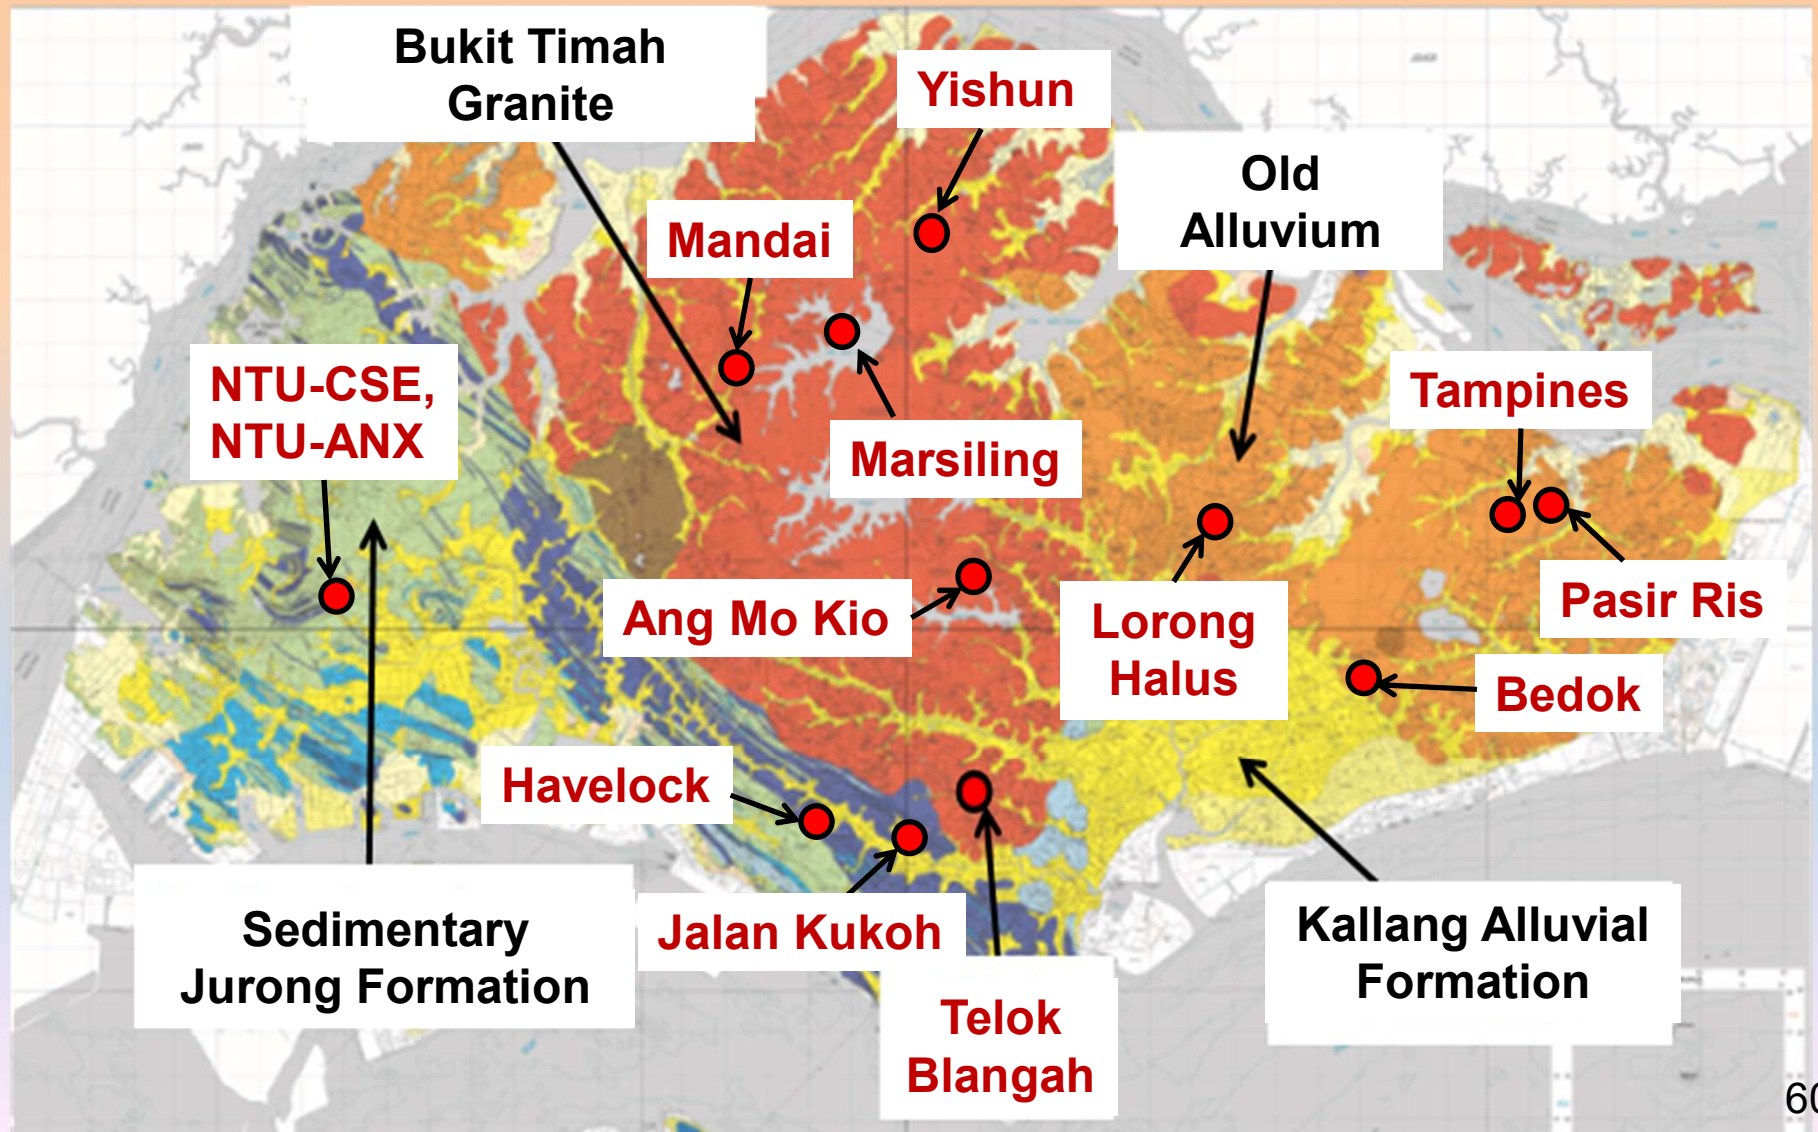 Bukit Timah
Granite
Yishun
Old
Alluvium
Mandai
NTU-CSE,
NTU-ANX
Tampines
Marsiling
Ang Mo Kio
Lorong
Halus
Pasir Ris
Bedok
Havelock
Jalan Kukoh
Sedimentary
Jurong Formation
Kallang Alluvial
Formation
Telok
Blangah
60